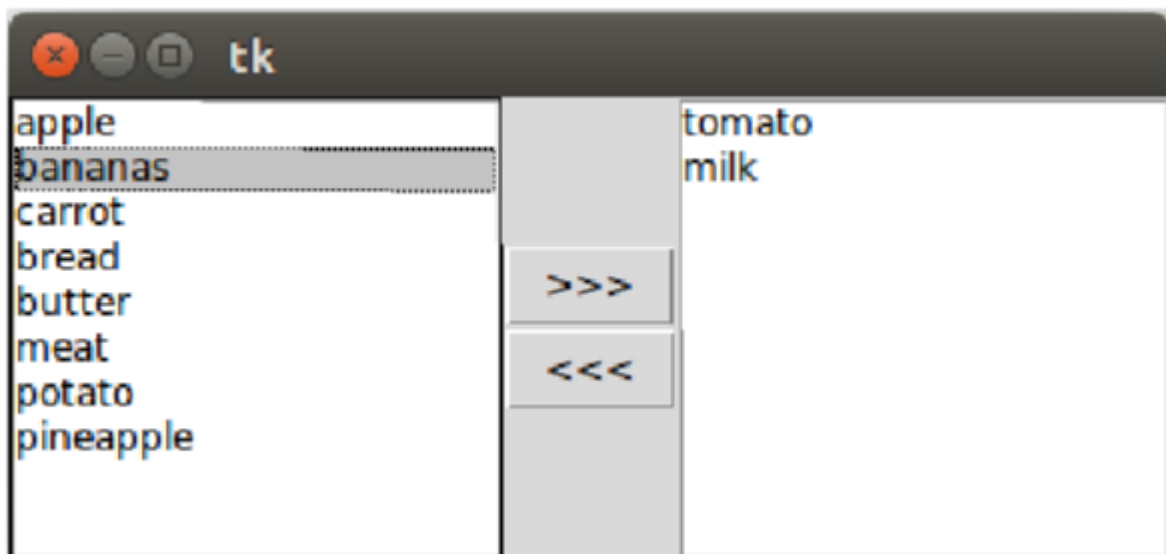 tk
apple
bananas
carrot
bread
butter
meat
potato
pineapple
>>>
<<<
tomato
milk